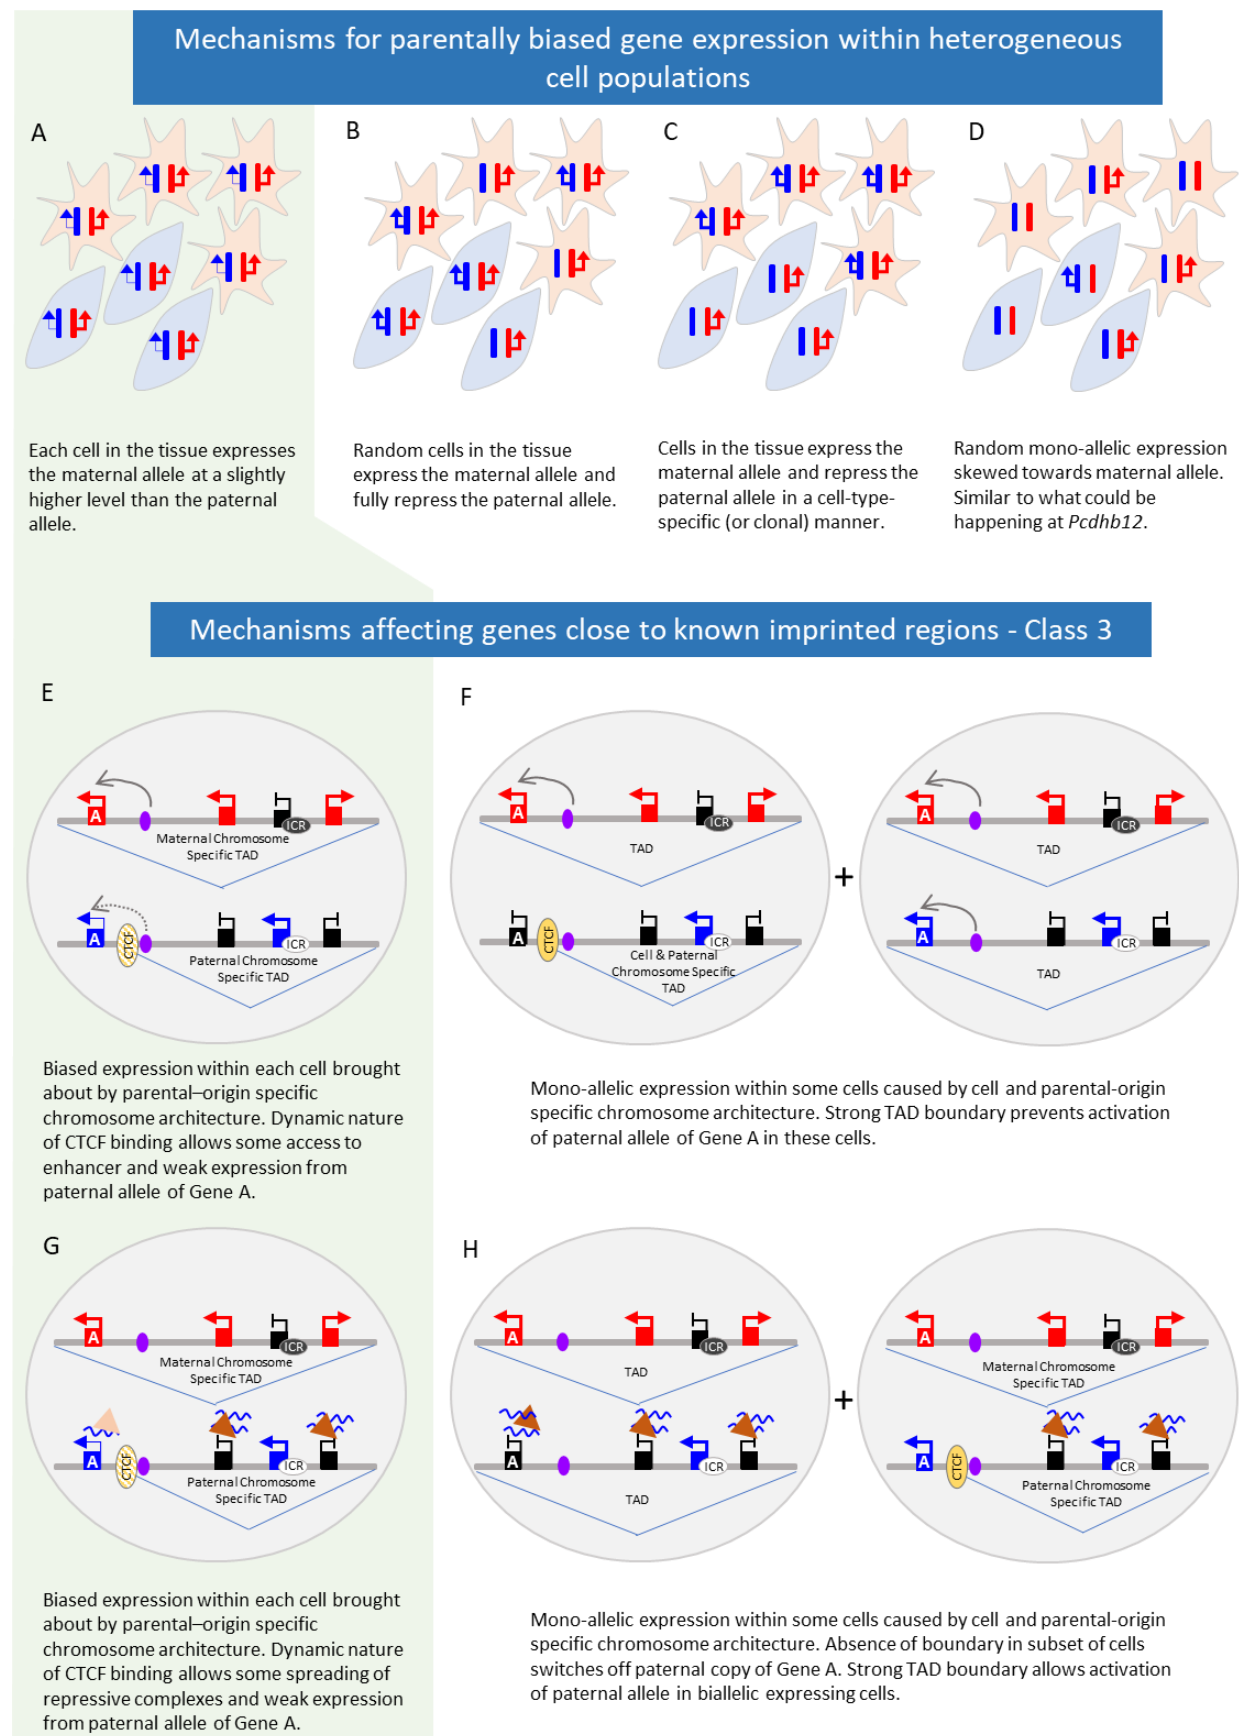 Mechanisms for parentally biased gene expression within heterogeneous
cell populations
A
B
C
D
Each cell in the tissue expresses
the maternal allele at a slightly
higher level than the paternal
allele.
Random cells in the tissue
express the maternal allele and
fully repress the paternal allele.
Cells in the tissue express the
maternal allele and repress the
paternal allele in a cell-type-
specific (or clonal) manner.
Random mono-allelic expression
skewed towards maternal allele.
Similar to what could be
happening at Pcdhb12.
Mechanisms affecting genes close to known imprinted regions - Class 3
E
A
ICR
Maternal Chromosome
Specific TAD
A
CTCF
ICR
Paternal Chromosome
Specific TAD
Biased expression within each cell brought
about by parental–origin specific
chromosome architecture. Dynamic nature
of CTCF binding allows some access to
enhancer and weak expression from
paternal allele of Gene A.
F
A
ICR
TAD
A
CTCF
ICR
Cell & Paternal
Chromosome Specific
TAD
+
A
ICR
TAD
A
ICR
TAD
Mono-allelic expression within some cells caused by cell and parental-origin
specific chromosome architecture. Strong TAD boundary prevents activation
of paternal allele of Gene A in these cells.
G
A
ICR
Maternal Chromosome
Specific TAD
A
CTCF
ICR
Paternal Chromosome
Specific TAD
Biased expression within each cell brought
about by parental–origin specific
chromosome architecture. Dynamic nature
of CTCF binding allows some spreading of
repressive complexes and weak expression
from paternal allele of Gene A.
H
A
ICR
TAD
A
ICR
TAD
+
A
ICR
Maternal Chromosome
Specific TAD
A
CTCF
ICR
Paternal Chromosome
Specific TAD
Mono-allelic expression within some cells caused by cell and parental-origin
specific chromosome architecture. Absence of boundary in subset of cells
switches off paternal copy of Gene A. Strong TAD boundary allows activation
of paternal allele in biallelic expressing cells.